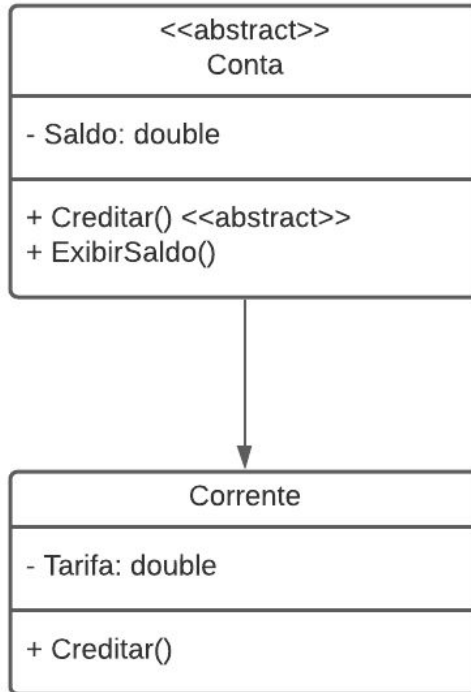 <<abstract>>
Conta
- Saldo: double
+ Creditar() <<abstract>>
+ ExibirSaldo()
Corrente
- Tarifa: double
+ Creditar()